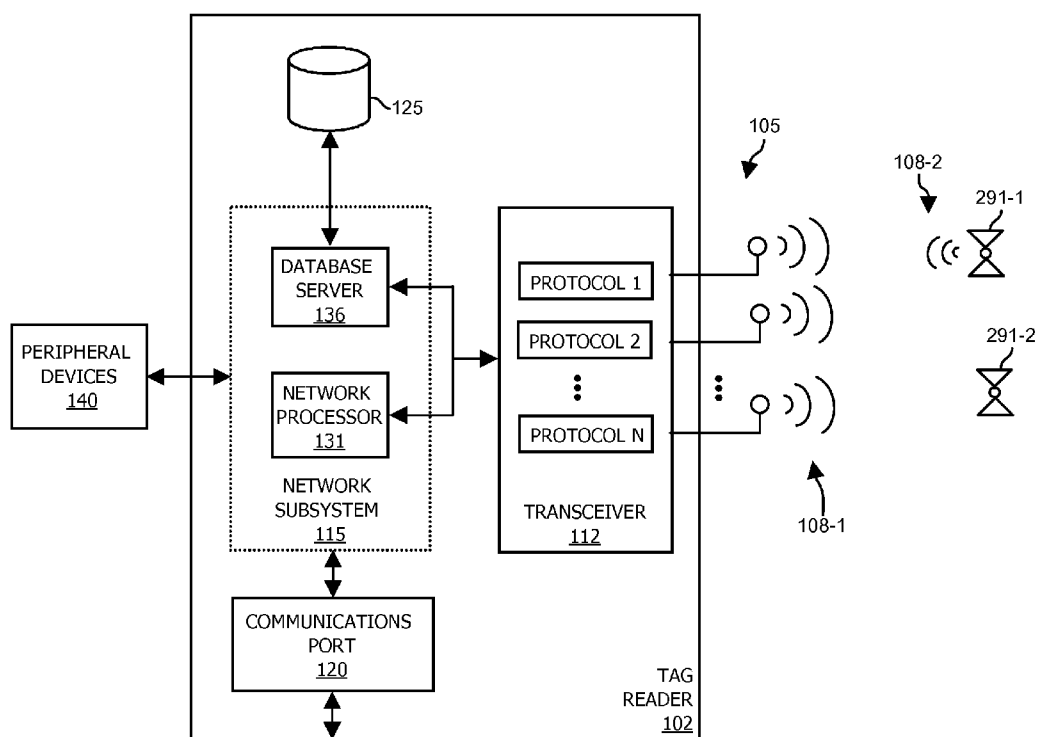 125
105
108-2
291-1
DATABASE
SERVER
136
PROTOCOL 1
PROTOCOL 2
PERIPHERAL
DEVICES
140
291-2
NETWORK
PROCESSOR
131
PROTOCOL N
NETWORK
SUBSYSTEM
115
TRANSCEIVER
112
108-1
COMMUNICATIONS
PORT
120
TAG
READER
102